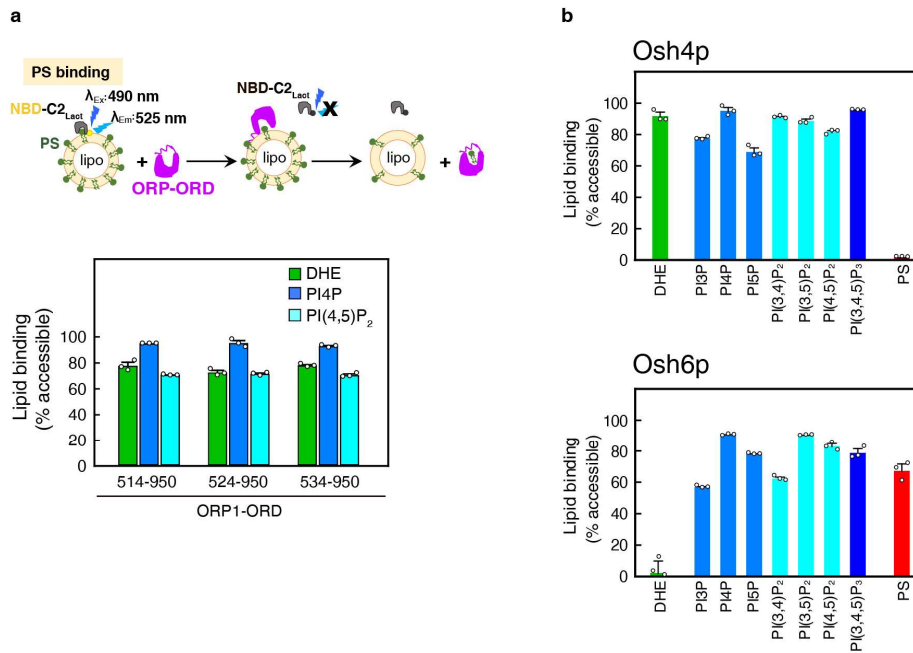 a
PS binding
NBD-C2Lact
λEx:490 nm
λEm:525 nm
PS
lipo
+
ORP-ORD
NBD-C2Lact
X
lipo
lipo
+
DHE
PI4P
PI(4,5)P2
Lipid binding
(% accessible)
100
80
60
40
20
0
514-950
524-950
534-950
ORP1-ORD
b
Osh4p
Lipid binding
(% accessible)
100
80
60
40
20
0
DHE
PI3P
PI4P
PI5P
PI(3,4)P2
PI(3,5)P2
PI(4,5)P2
PI(3,4,5)P3
PS
Osh6p
Lipid binding
(% accessible)
100
80
60
40
20
0
DHE
PI3P
PI4P
PI5P
PI(3,4)P2
PI(3,5)P2
PI(4,5)P2
PI(3,4,5)P3
PS